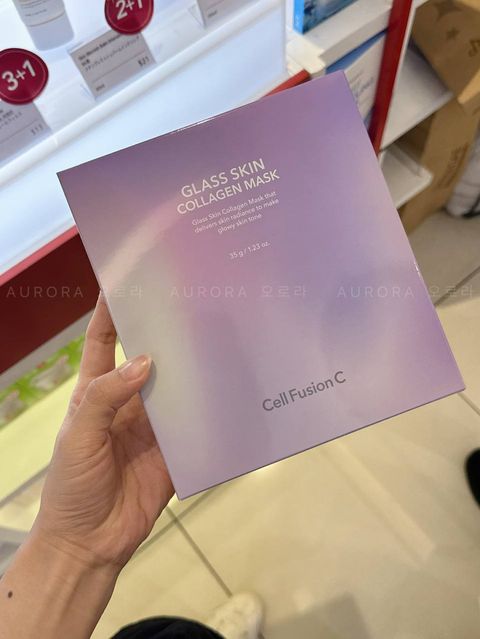 2+1
3+1
GLASS SKIN
COLLAGEN MASK
Glass Skin Collagen Mask that
delivers skin radiance to make
glowy skin tone
35 g / 1.23 oz.
AURORA 오로라 AURORA 오로라 AURORA 오로라
Cell Fusion C